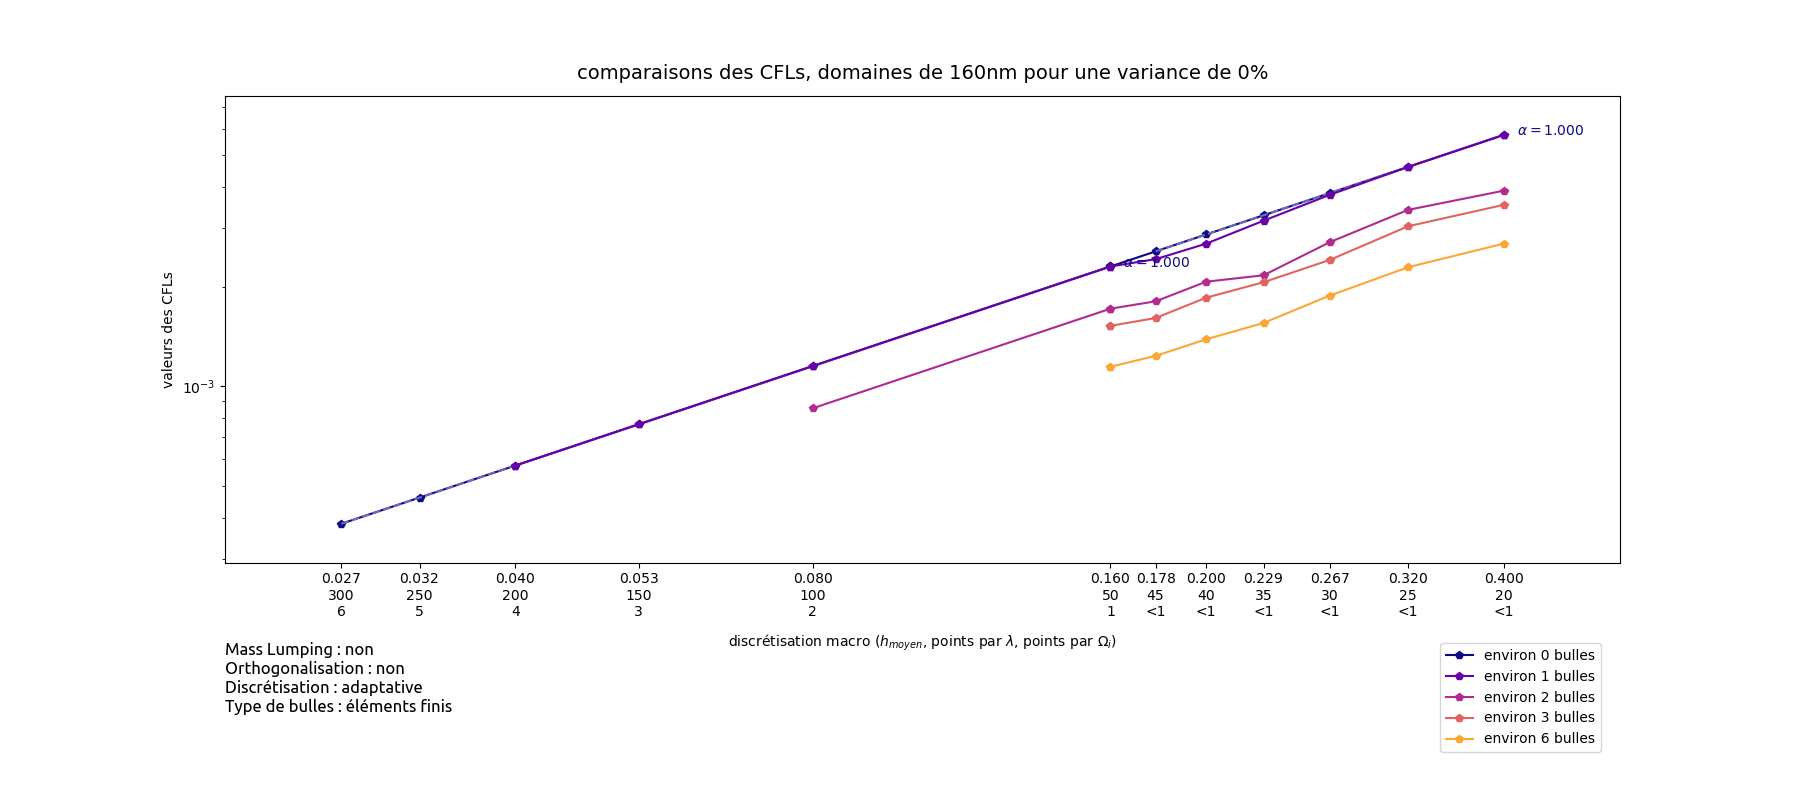 comparaisons des CFLs, domaines de 160nm pour une variance de 0%
α = 1.000
α = 1.000
valeurs des CFLs
10⁻³
0.027 0.032 0.040 0.053 0.080 0.160 0.178 0.200 0.229 0.267 0.320 0.400
300 250 200 150 100 50 45 40 35 30 25 20
6 5 4 3 2 1 <1 <1 <1 <1 <1 <1
discrétisation macro (h_moyen, points par λ, points par Ω_i)
Mass Lumping : non
Orthogonalisation : non
Discrétisation : adaptative
Type de bulles : éléments finis
environ 0 bulles
environ 1 bulles
environ 2 bulles
environ 3 bulles
environ 6 bulles